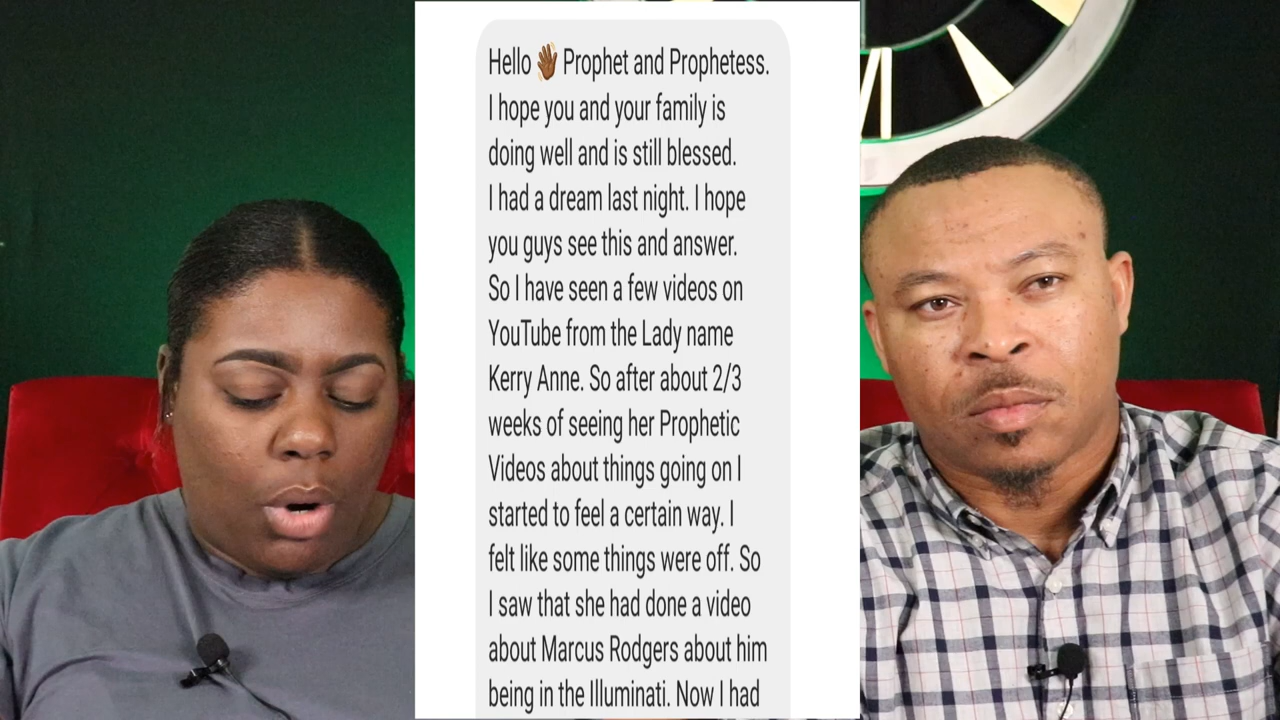 Hello 👋🏾 Prophet and Prophetess.
I hope you and your family is
doing well and is still blessed.
I had a dream last night. I hope
you guys see this and answer.
So I have seen a few videos on
YouTube from the Lady name
Kerry Anne. So after about 2/3
weeks of seeing her Prophetic
Videos about things going on I
started to feel a certain way. I
felt like some things were off. So
I saw that she had done a video
about Marcus Rodgers about him
being in the Illuminati. Now I had